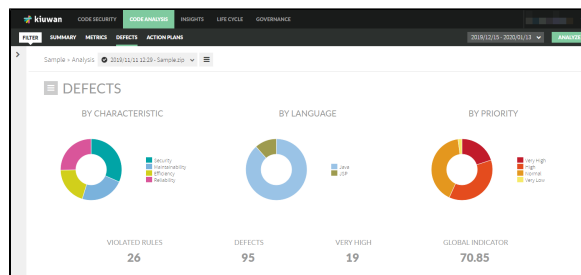 kiuwan CODE SECURITY CODE ANALYSIS INSIGHTS LIFE CYCLE GOVERNANCE
FILTER SUMMARY METRICS DEFECTS ACTION PLANS 2019/12/15 - 2020/01/13 ANALYZE
Sample » Analysis 2019/11/11 12:29 - Sample.zip
DEFECTS
BY CHARACTERISTIC BY LANGUAGE BY PRIORITY
Security
Maintainability
Efficiency
Reliability
Java
JSP
Very High
High
Normal
Very Low
VIOLATED RULES DEFECTS VERY HIGH GLOBAL INDICATOR
26 95 19 70.85